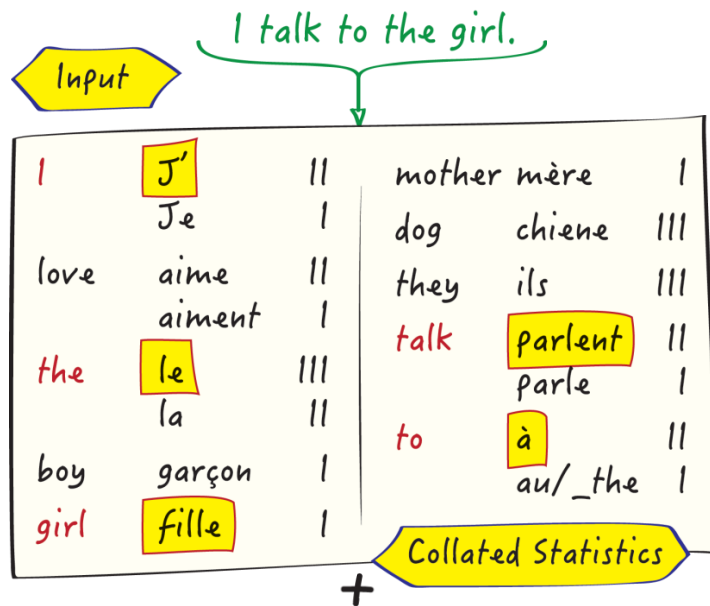 I talk to the girl.
Input
I J' II
Je I
love aime II
aiment I
the le III
la II
boy garçon I
girl fille I
mother mère I
dog chiene III
they ils III
talk parlent II
parle I
to à II
au/_the I
Collated Statistics
+